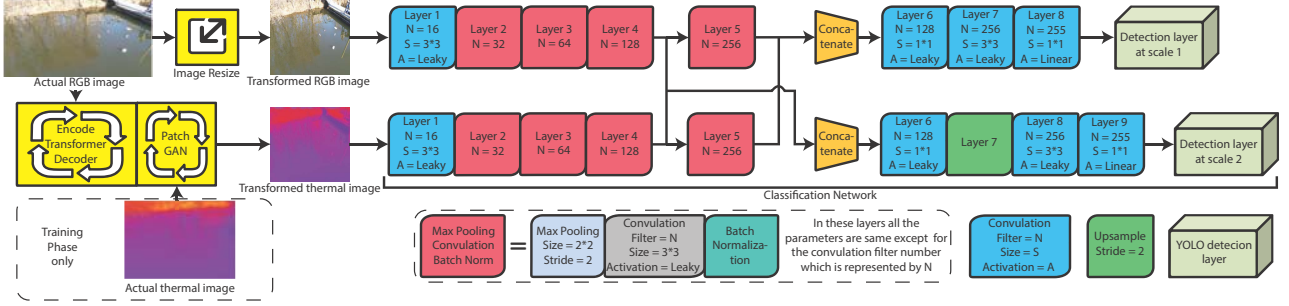 Actual RGB image
Image Resize
Transformed RGB image
Layer 1
N = 16
S = 3*3
A = Leaky
Layer 2
N = 32
Layer 3
N = 64
Layer 4
N = 128
Layer 5
N = 256
Conca-
tenate
Layer 6
N = 128
S = 1*1
A = Leaky
Layer 7
N = 256
S = 3*3
A = Leaky
Layer 8
N = 255
S = 1*1
A = Linear
Detection layer
at scale 1
Encode
Transformer
Decoder
Patch
GAN
Transformed thermal image
Layer 1
N = 16
S = 3*3
A = Leaky
Layer 2
N = 32
Layer 3
N = 64
Layer 4
N = 128
Layer 5
N = 256
Conca-
tenate
Layer 6
N = 128
S = 1*1
A = Leaky
Layer 7
Layer 8
N = 256
S = 3*3
A = Leaky
Layer 9
N = 255
S = 1*1
A = Linear
Detection layer
at scale 2
Classification Network
Training
Phase
only
Actual thermal image
Max Pooling
Convulation
Batch Norm
=
Max Pooling
Size = 2*2
Stride = 2
Convulation
Filter = N
Size = 3*3
Activation = Leaky
Batch
Normaliza-
tion
In these layers all the
parameters are same except for
the convulation filter number
which is represented by N
Convulation
Filter = N
Size = S
Activation = A
Upsample
Stride = 2
YOLO detecion
layer